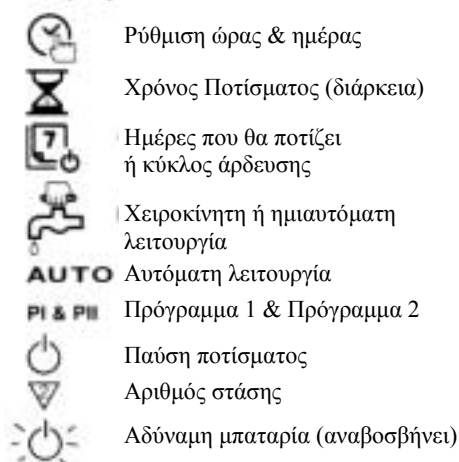 Ρύθμιση ώρας & ημέρας
Χρόνος Ποτίσματος (διάρκεια)
7 Ημέρες που θα ποτίζει
ή κύκλος άρδευσης
Χειροκίνητη ή ημιαυτόματη
λειτουργία
AUTO Αυτόματη λειτουργία
PI & PII Πρόγραμμα 1 & Πρόγραμμα 2
Παύση ποτίσματος
Αριθμός στάσης
Αδύναμη μπαταρία (αναβοσβήνει)